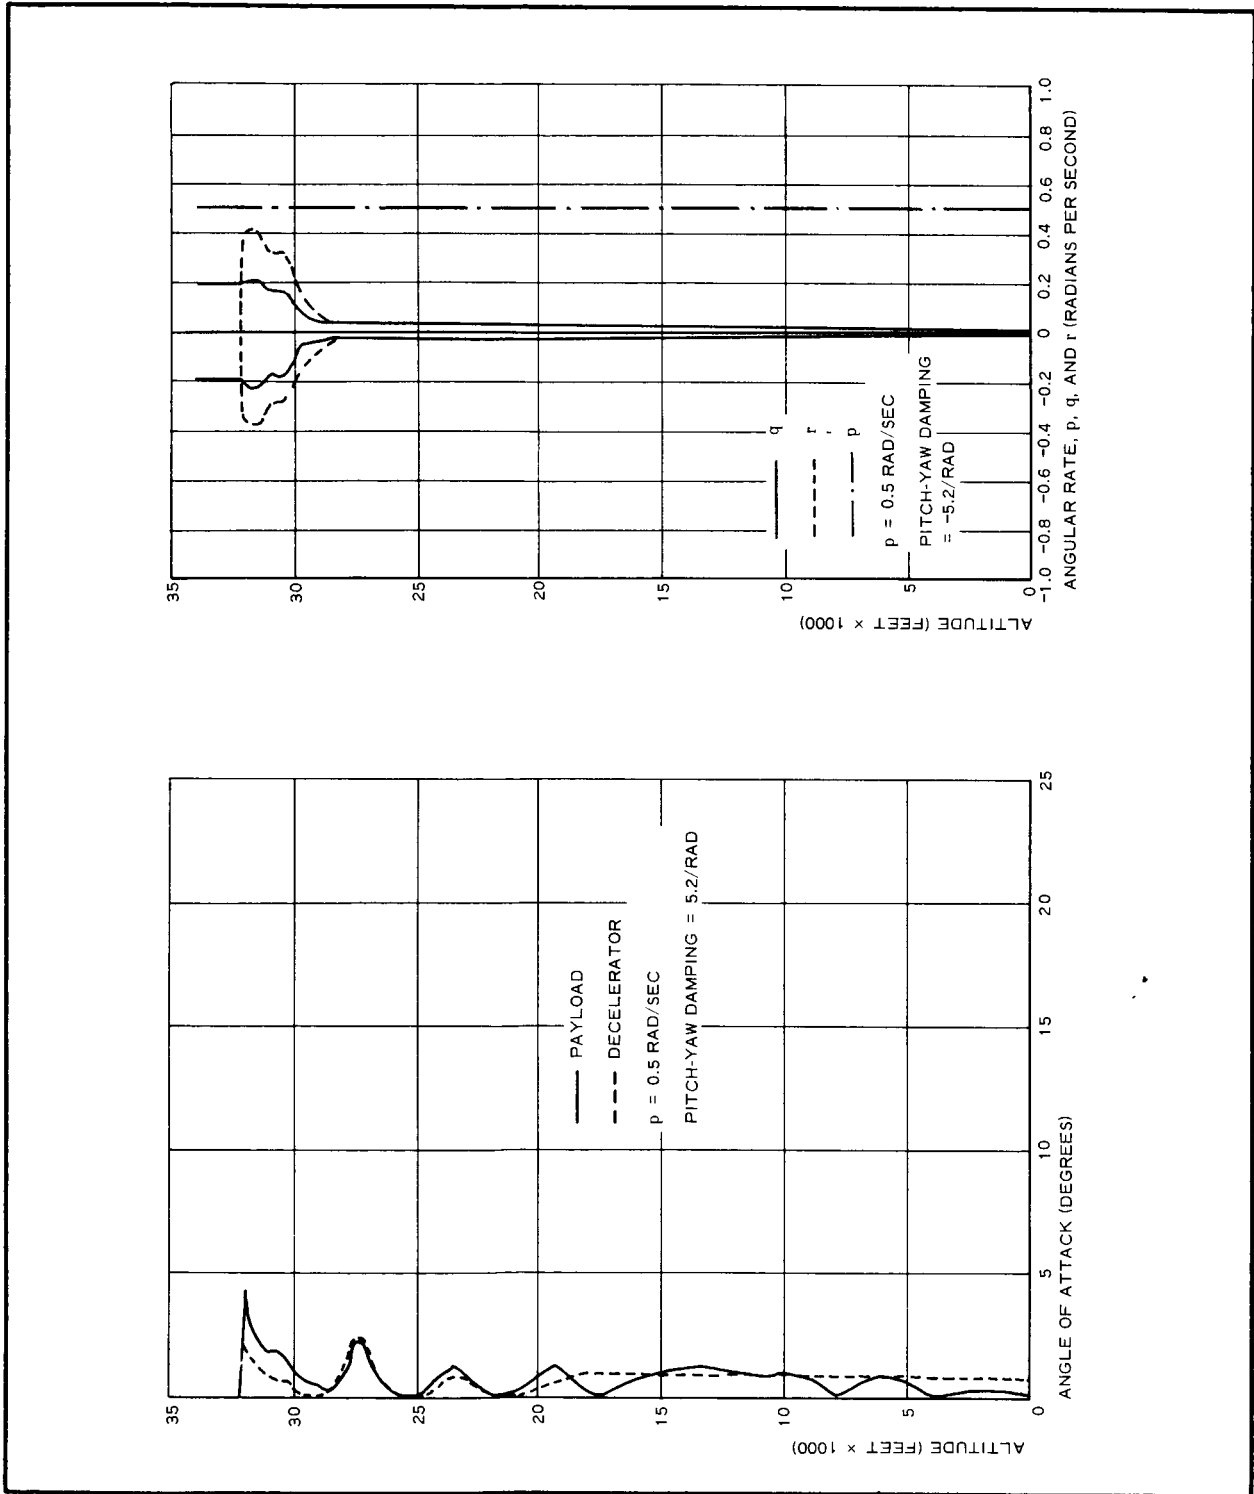 35
30
25
20
15
10
5
0
ALTITUDE (FEET × 1000)
PAYLOAD
DECELERATOR
p = 0.5 RAD/SEC
PITCH-YAW DAMPING = 5.2/RAD
5
10
15
20
25
ANGLE OF ATTACK (DEGREES)
35
30
25
20
15
10
5
0
ALTITUDE (FEET × 1000)
q
r
p
p = 0.5 RAD/SEC
PITCH-YAW DAMPING
= -5.2/RAD
-1.0 -0.8 -0.6 -0.4 -0.2 0 0.2 0.4 0.6 0.8 1.0
ANGULAR RATE, p, q, AND r (RADIANS PER SECOND)